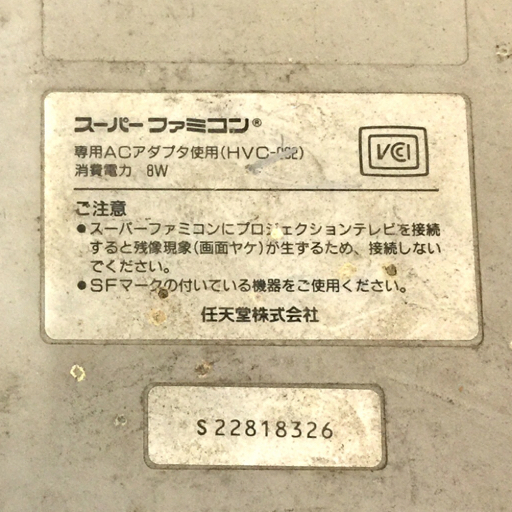 スーパーファミコン®
専用ACアダプタ使用(HVC-002)
消費電力 8W
VCCI
ご注意
●スーパーファミコンにプロジェクションテレビを接続
すると残像現象(画面ヤケ)が生ずるため、接続しない
でください。
●SFマークの付いている機器をご使用ください。
任天堂株式会社
S22818326